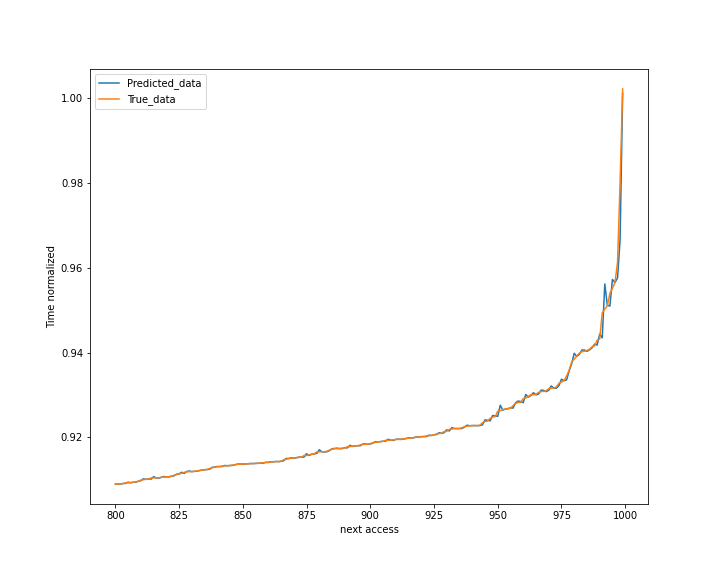 Predicted_data
True_data
1.00
0.98
0.96
0.94
0.92
Time normalized
800 825 850 875 900 925 950 975 1000
next access